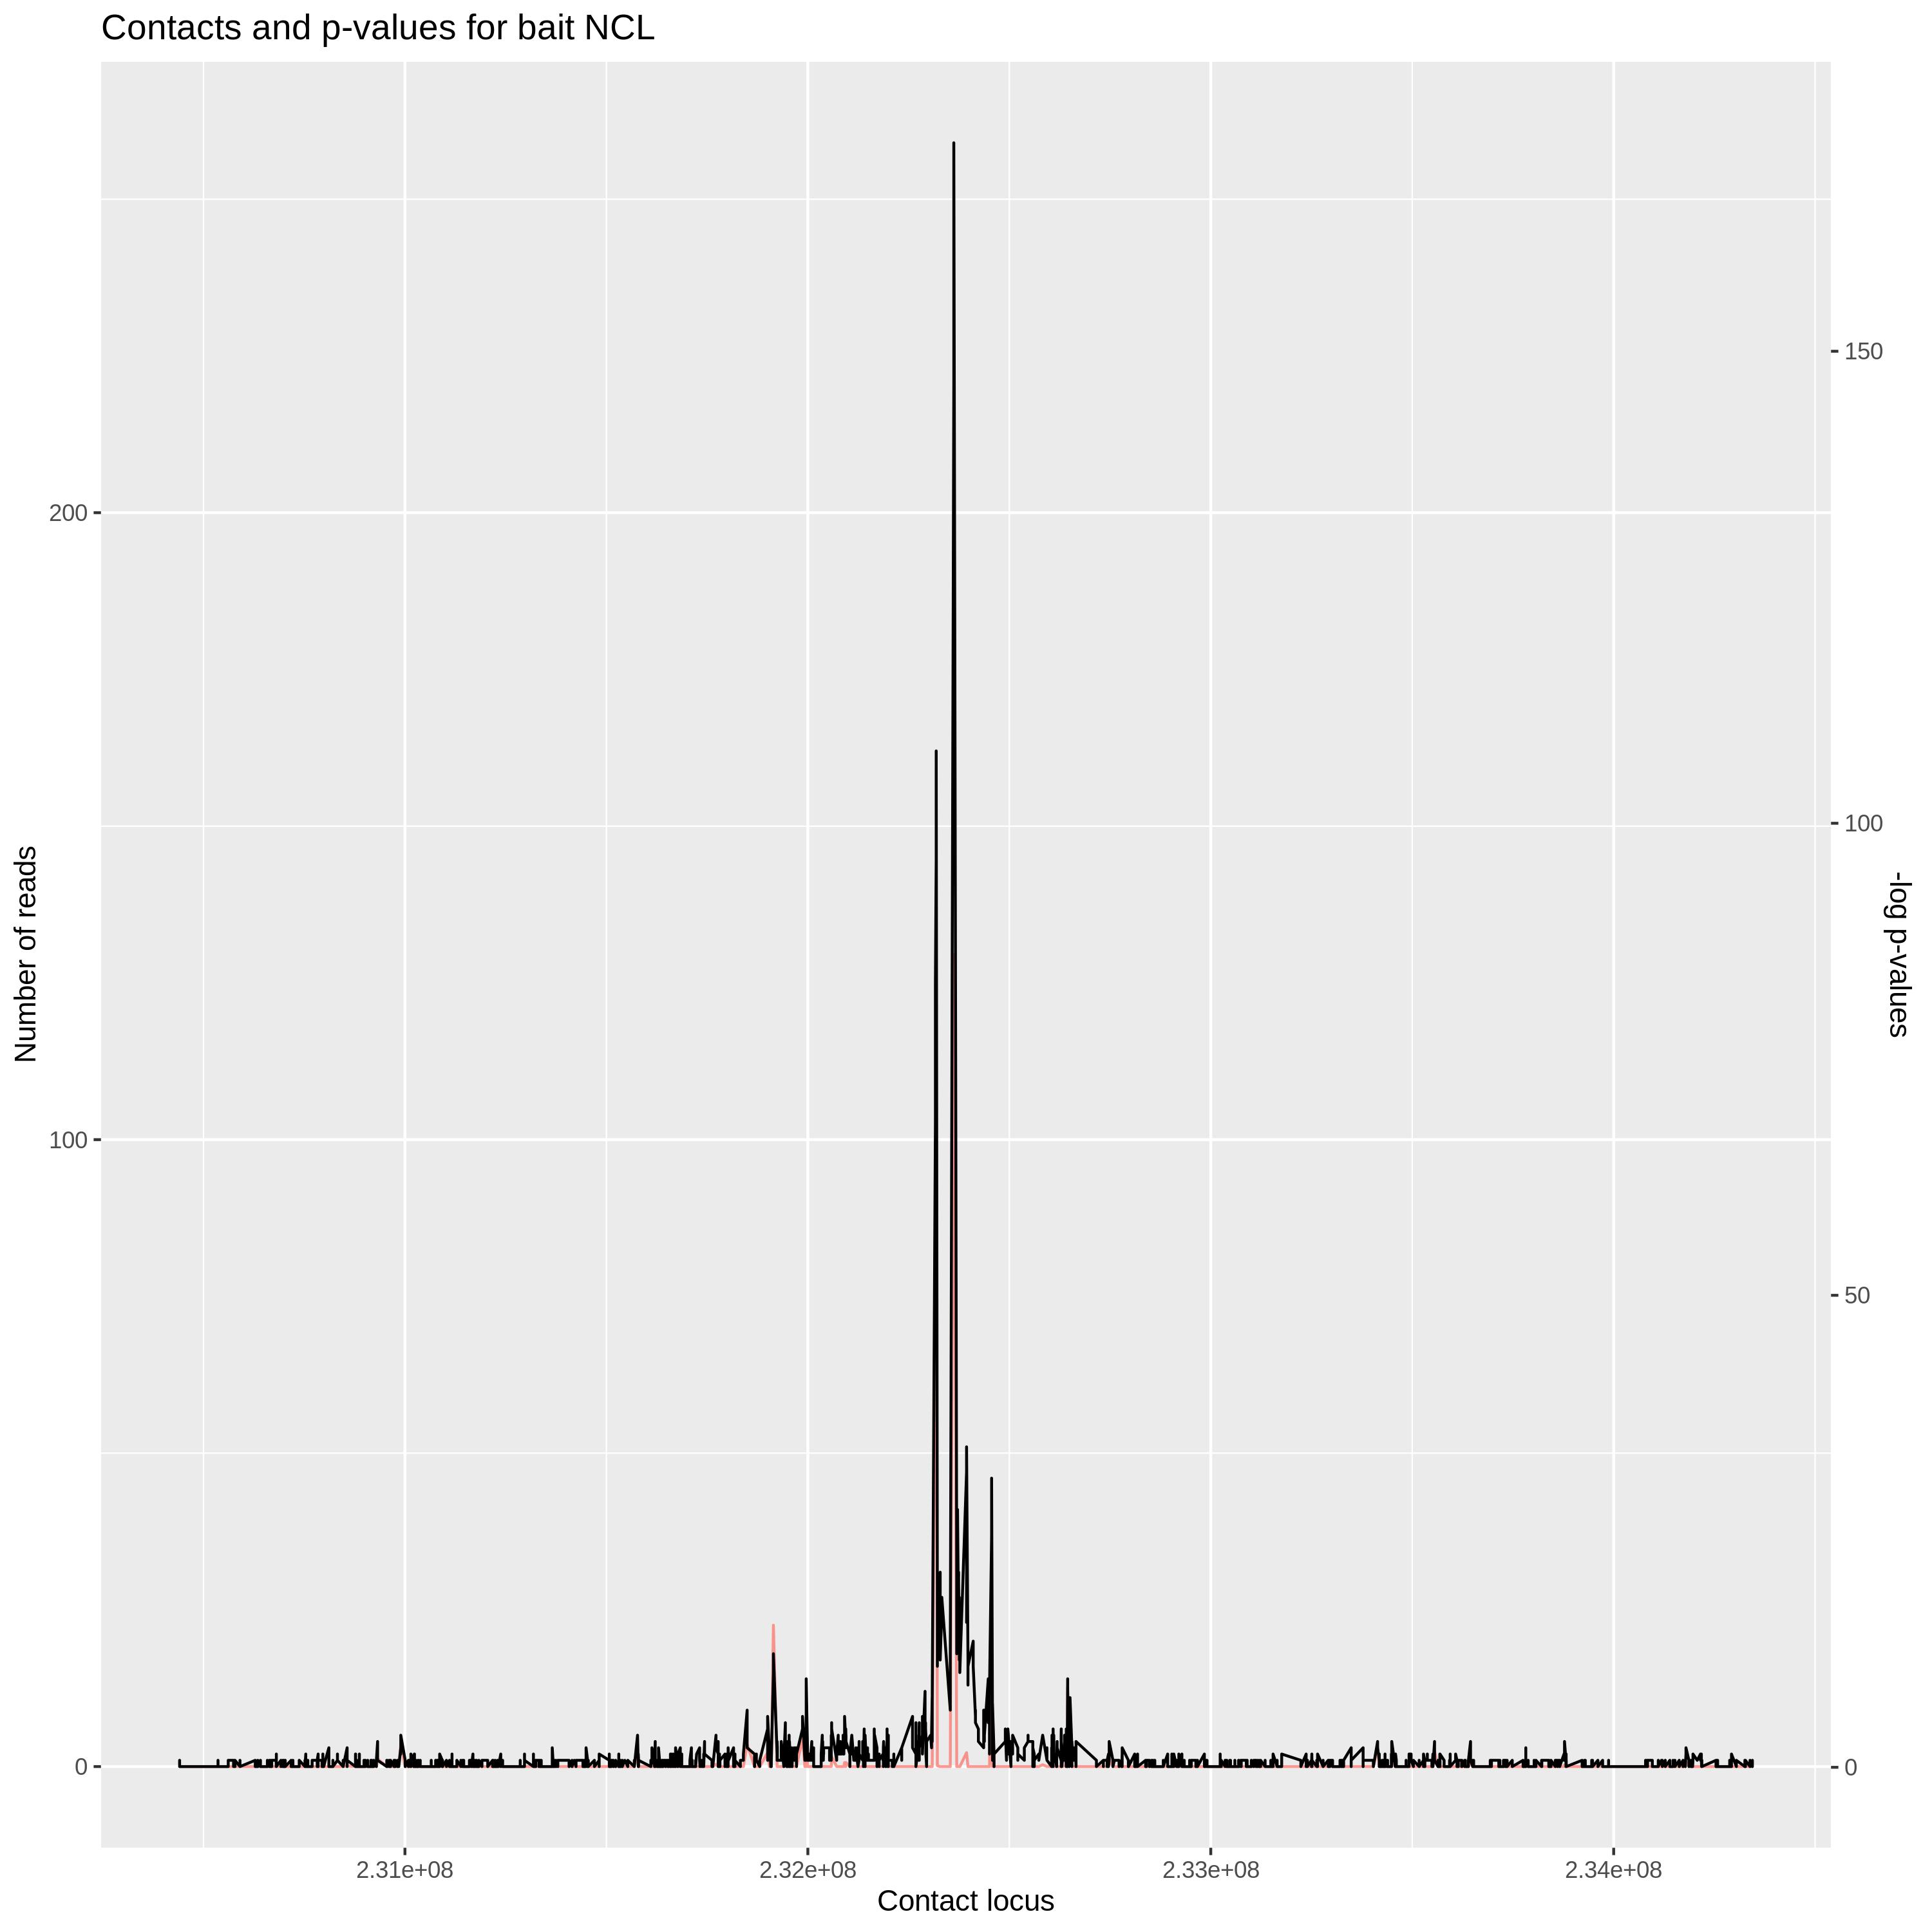 Contacts and p-values for bait NCL
Number of reads
200
100
0
150
100
50
0
-log p-values
2.31e+08
2.32e+08
2.33e+08
2.34e+08
Contact locus